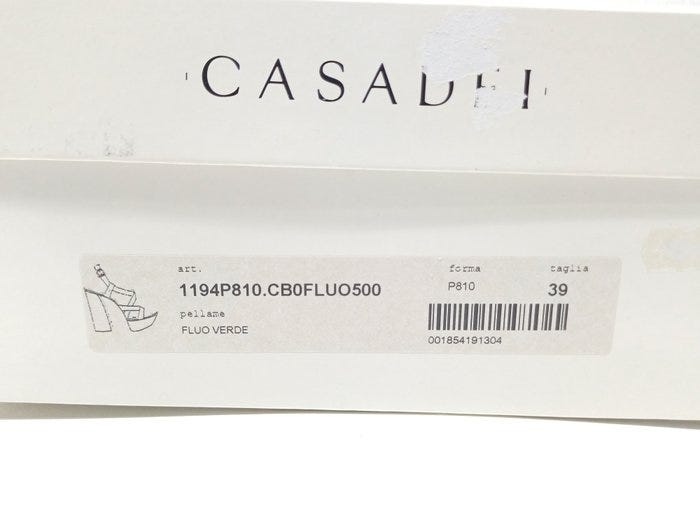 CASADEI
art. forma taglia
1194P810.CB0FLUO500 P810 39
pellame
FLUO VERDE
001854191304